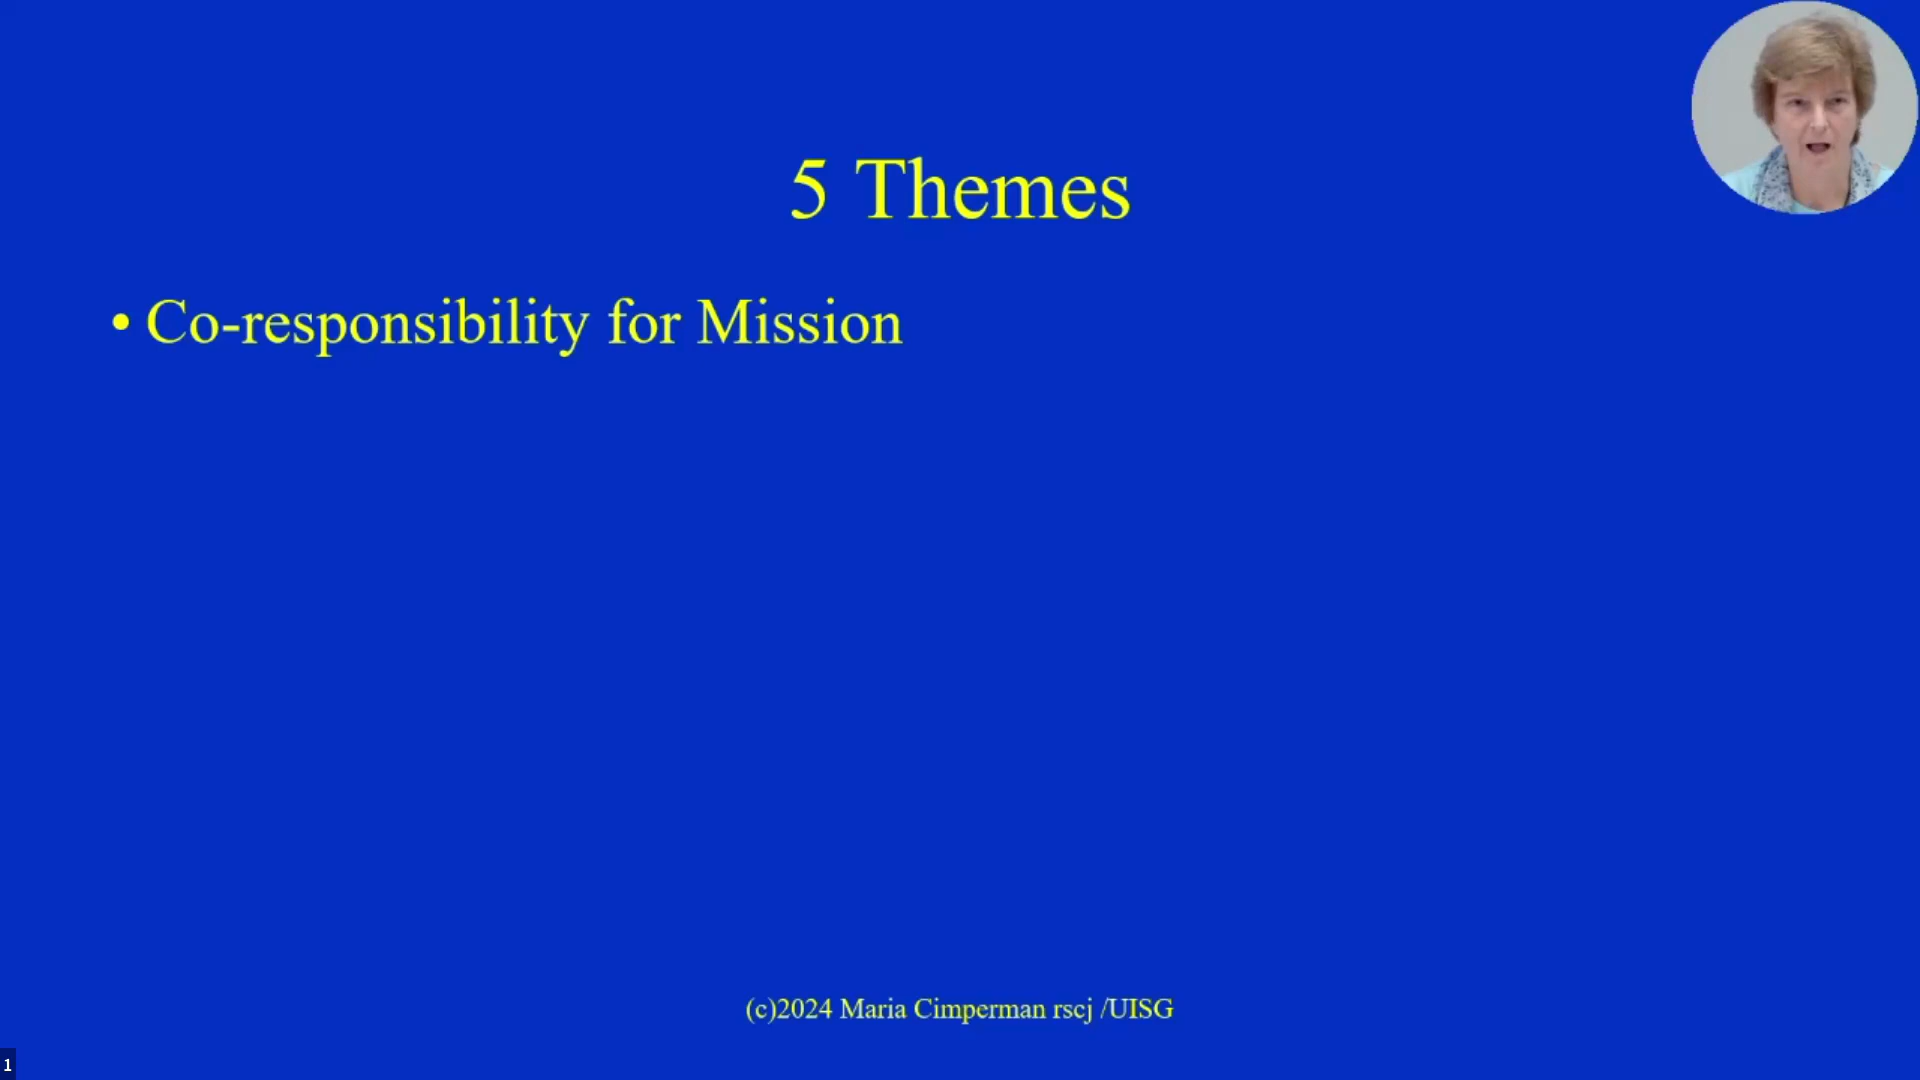 5 Themes
• Co-responsibility for Mission
(c)2024 Maria Cimperman rscj /UISG
1